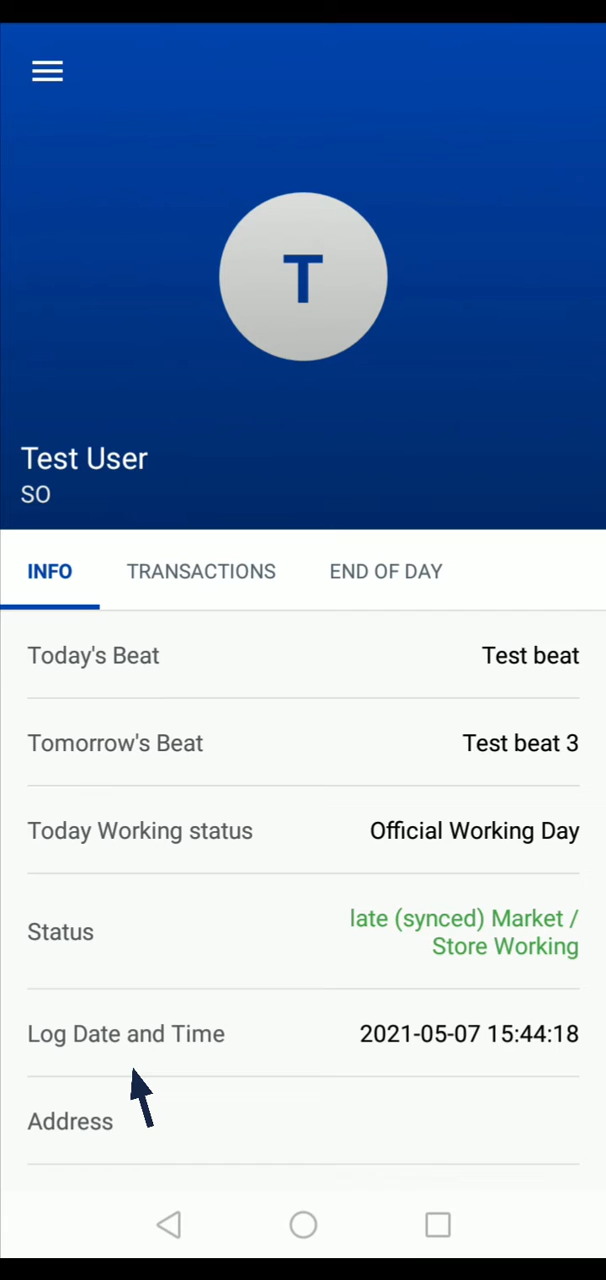 T
Test User
SO
INFO TRANSACTIONS END OF DAY
Today's Beat Test beat
Tomorrow's Beat Test beat 3
Today Working status Official Working Day
Status late (synced) Market /
Store Working
Log Date and Time 2021-05-07 15:44:18
Address